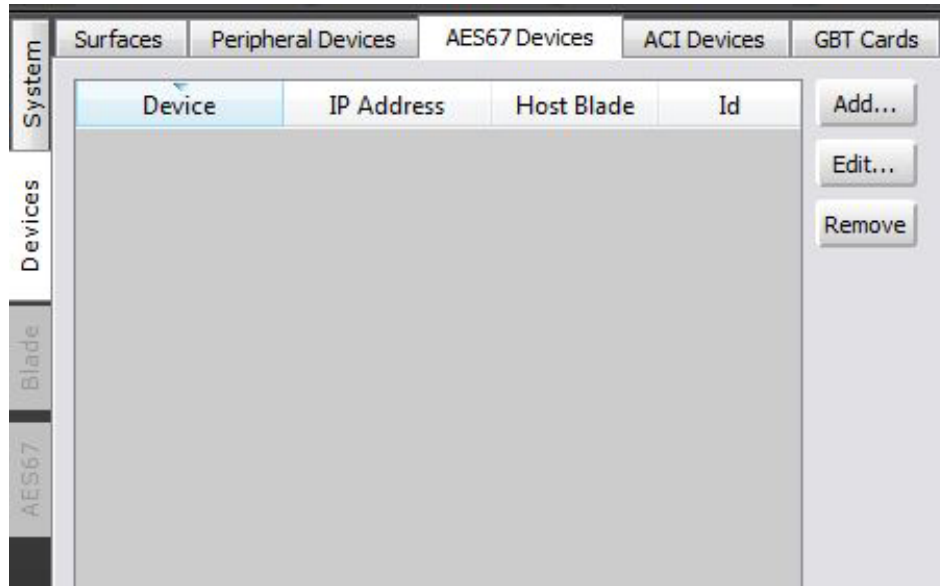 System
Devices
Blade
AES67
Surfaces Peripheral Devices AES67 Devices ACI Devices GBT Cards
Device IP Address Host Blade Id
Add...
Edit...
Remove